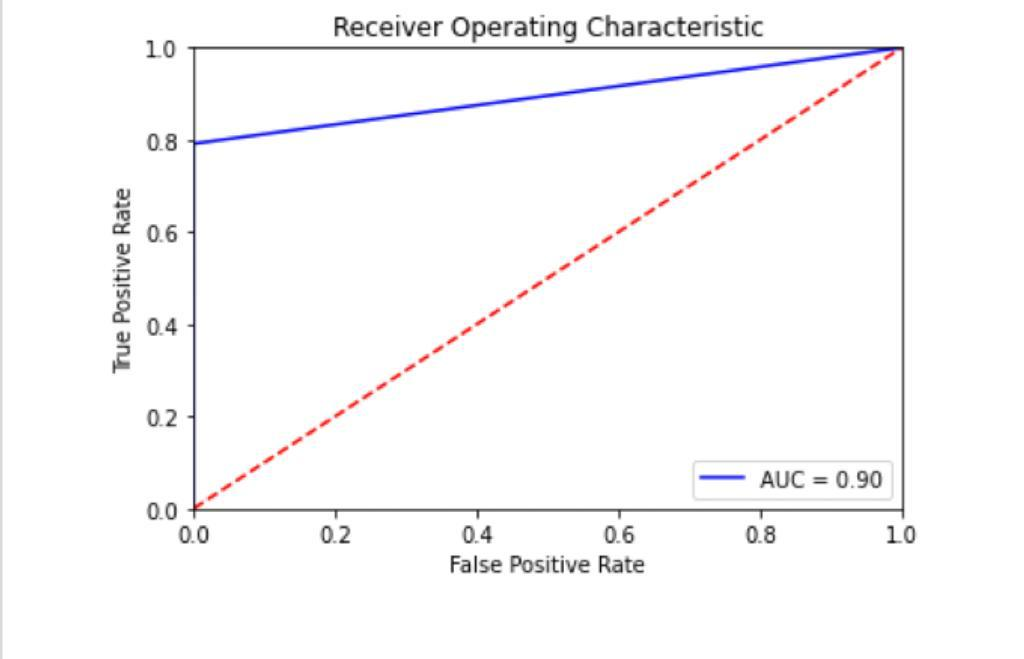 Receiver Operating Characteristic
1.0
0.8
0.6
0.4
0.2
0.0
True Positive Rate
AUC = 0.90
0.0 0.2 0.4 0.6 0.8 1.0
False Positive Rate